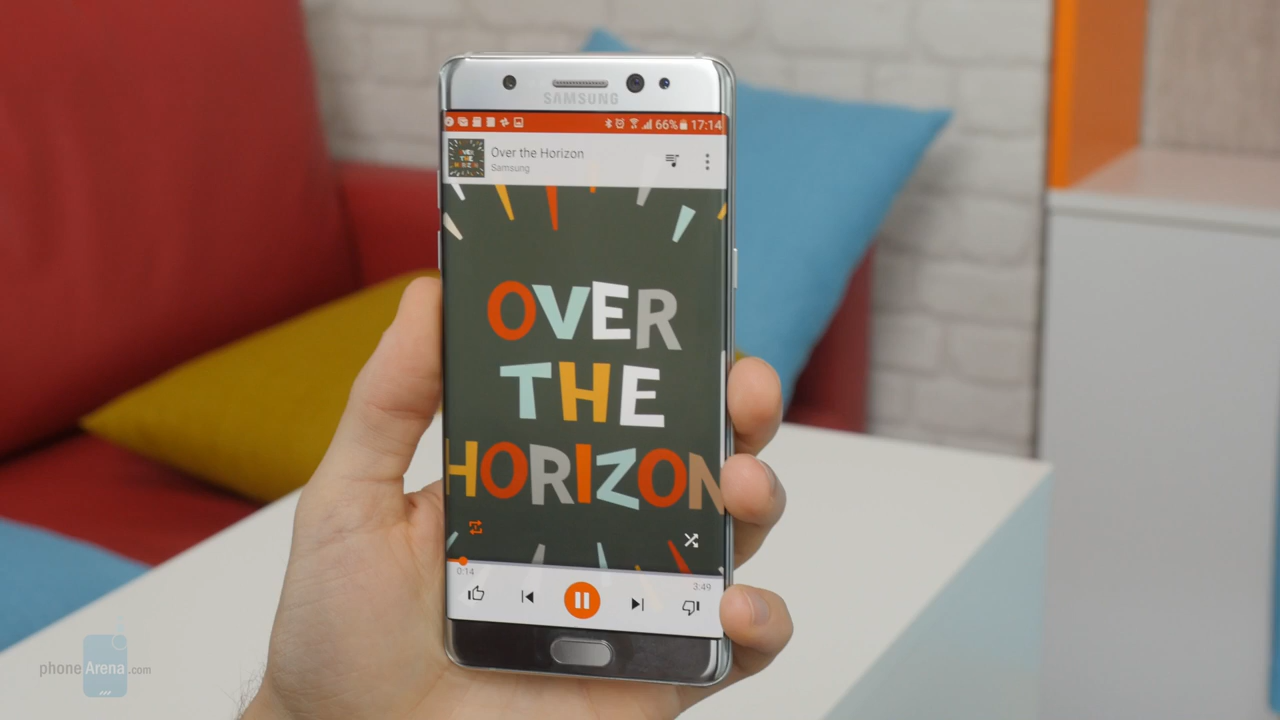 SAMSUNG
66% 17:14
Over the Horizon
Samsung
OVER
THE
HORIZON
0:14
3:49
phoneArena.com